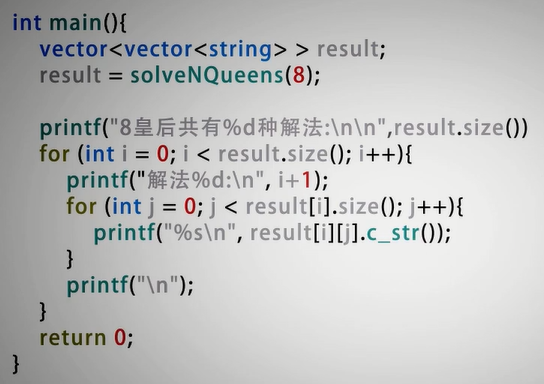 int main(){
    vector<vector<string> > result;
    result = solveNQueens(8);

    printf("8皇后共有%d种解法:\n\n",result.size())
    for (int i = 0; i < result.size(); i++){
        printf("解法%d:\n", i+1);
        for (int j = 0; j < result[i].size(); j++){
            printf("%s\n", result[i][j].c_str());
        }
        printf("\n");
    }
    return 0;
}